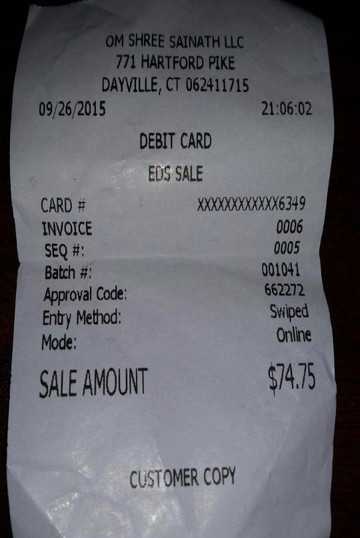 OM SHREE SAINATH LLC
771 HARTFORD PIKE
DAYVILLE, CT 062411715
09/26/2015 21:06:02
DEBIT CARD
EDS SALE
CARD # XXXXXXXXXXXX6349
INVOICE 0006
SEQ #: 0005
Batch #: 001041
Approval Code: 662272
Entry Method: Swiped
Mode: Online
SALE AMOUNT $74.75
CUSTOMER COPY